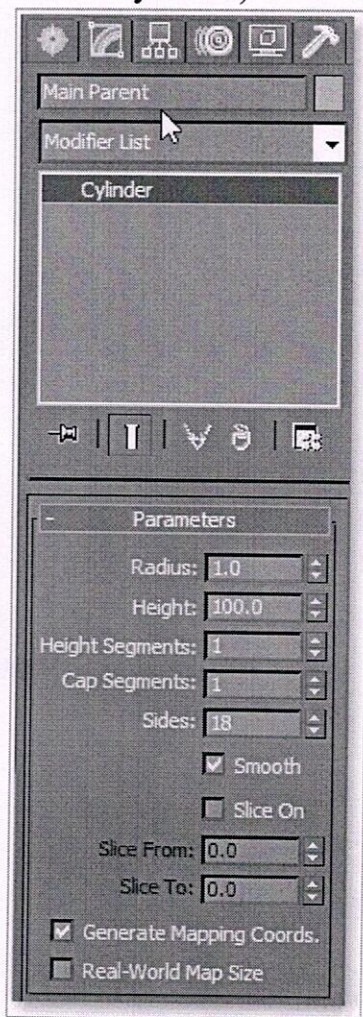 Main Parent
Modifier List
Cylinder
- Parameters
Radius: 1.0
Height: 100.0
Height Segments: 1
Cap Segments: 1
Sides: 18
Smooth
Slice On
Slice From: 0.0
Slice To: 0.0
Generate Mapping Coords.
Real-World Map Size